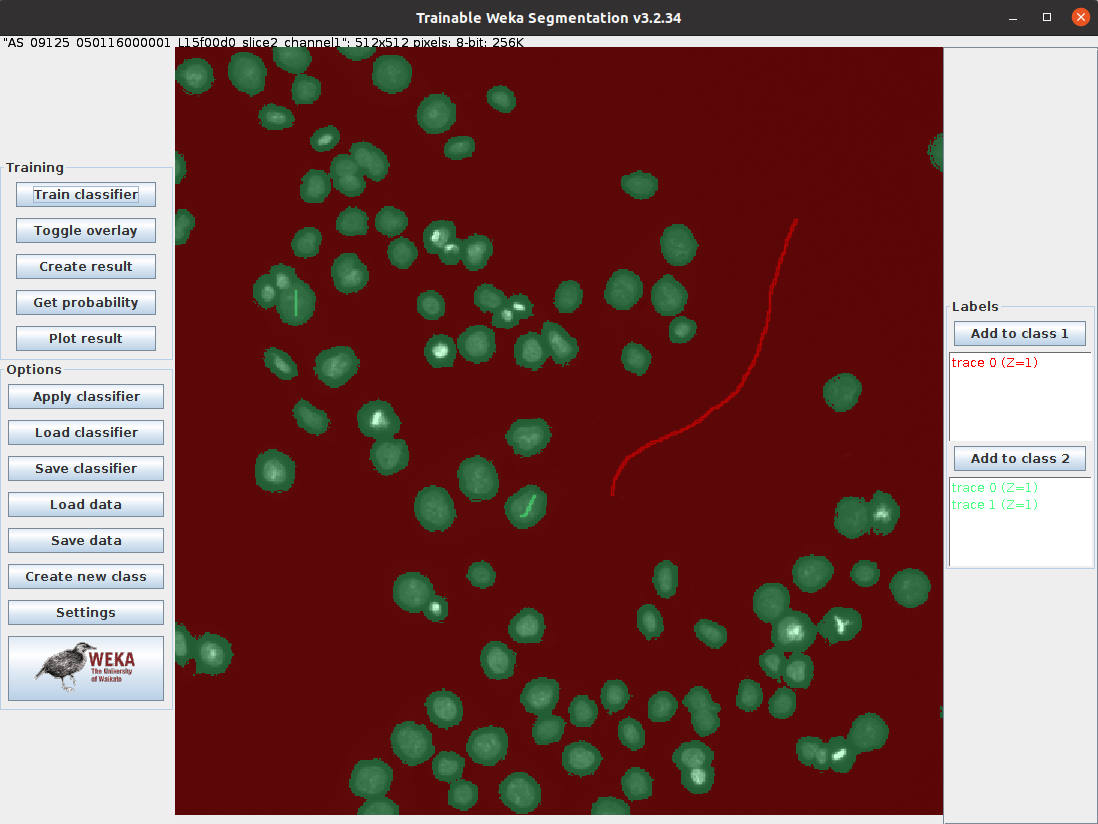 Trainable Weka Segmentation v3.2.34
"AS_09125_050116000001_L15f00d0_slice2_channel1"; 512x512 pixels; 8-bit; 256K
Training
Train classifier
Toggle overlay
Create result
Get probability
Plot result
Options
Apply classifier
Load classifier
Save classifier
Load data
Save data
Create new class
Settings
WEKA
The University
of Waikato
Labels
Add to class 1
trace 0 (Z=1)
Add to class 2
trace 0 (Z=1)
trace 1 (Z=1)